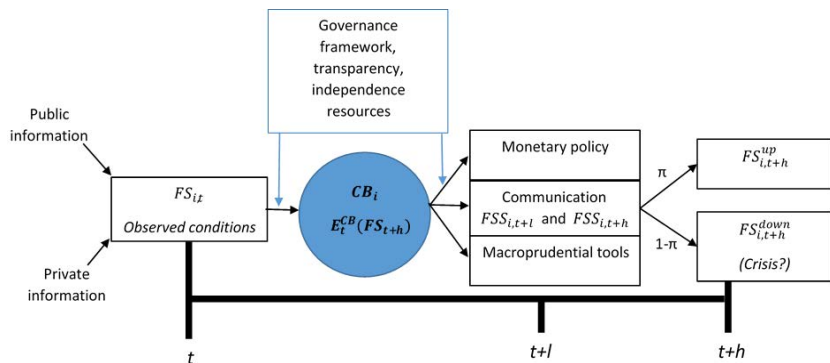 Governance
framework,
transparency,
independence
resources
Public
information
FS_{i,t}
Observed conditions
Private
information
CB_i
E_t^{CB}(FS_{t+h})
Monetary policy
Communication
FSS_{i,t+l} and FSS_{i,t+h}
Macroprudential tools
π
1-π
FS_{i,t+h}^{up}
FS_{i,t+h}^{down}
(Crisis?)
t
t+l
t+h